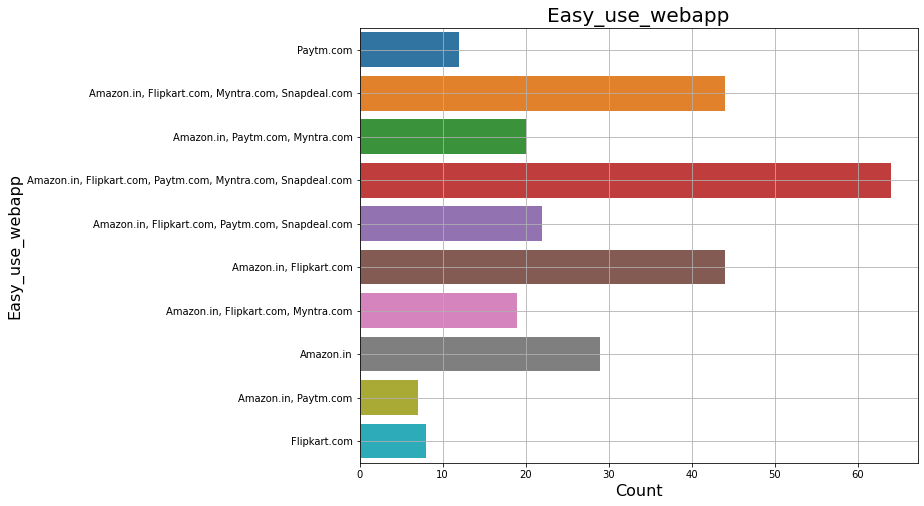 Easy_use_webapp
Easy_use_webapp
Paytm.com
Amazon.in, Flipkart.com, Myntra.com, Snapdeal.com
Amazon.in, Paytm.com, Myntra.com
Amazon.in, Flipkart.com, Paytm.com, Myntra.com, Snapdeal.com
Amazon.in, Flipkart.com, Paytm.com, Snapdeal.com
Amazon.in, Flipkart.com
Amazon.in, Flipkart.com, Myntra.com
Amazon.in
Amazon.in, Paytm.com
Flipkart.com
0 10 20 30 40 50 60
Count